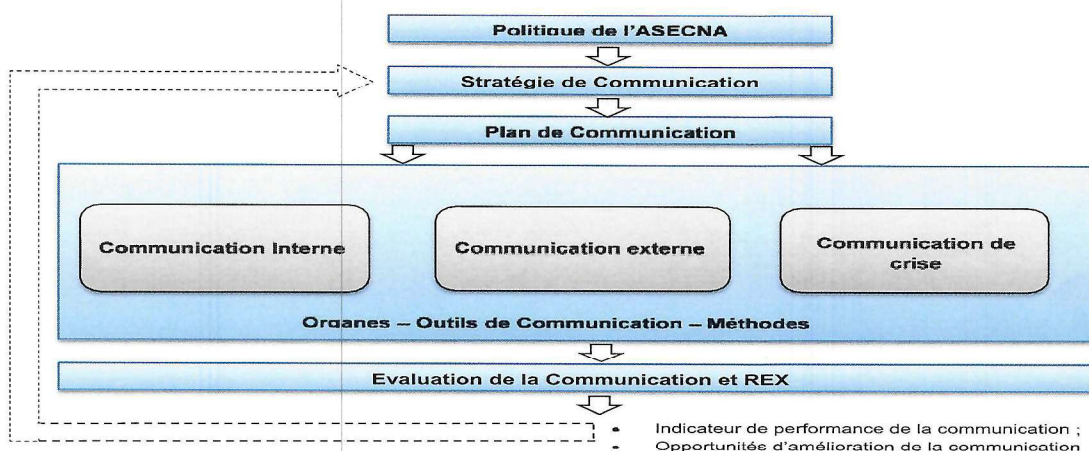 Politique de l'ASECNA
Stratégie de Communication
Plan de Communication
Communication Interne
Communication externe
Communication de
crise
Organes – Outils de Communication – Méthodes
Evaluation de la Communication et REX
• Indicateur de performance de la communication ;
• Opportunités d'amélioration de la communication